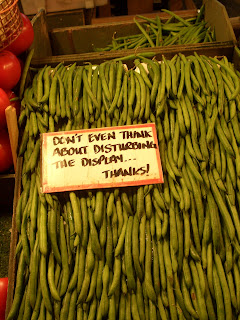 DON'T EVEN THINK
ABOUT DISTURBING
THE DISPLAY...
THANKS!